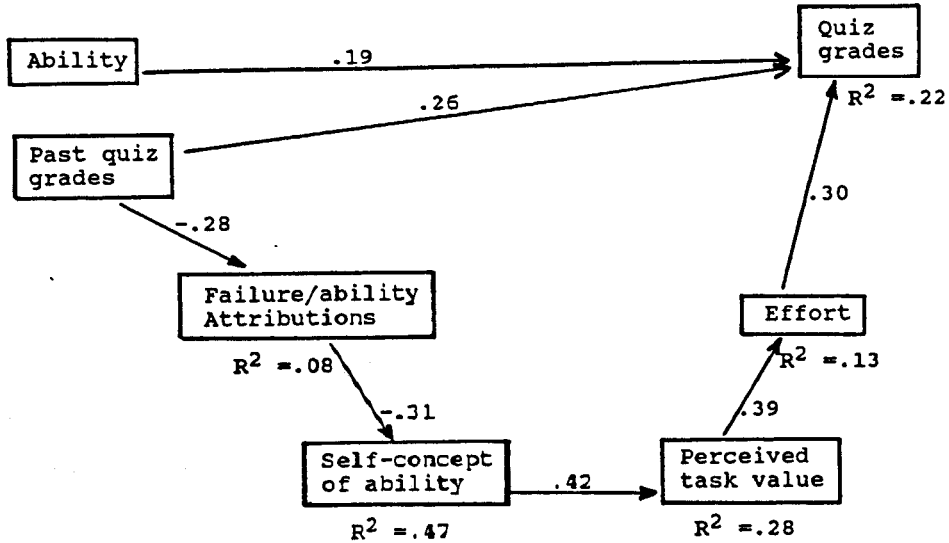 Quiz
grades
Ability
.19
R² =.22
.26
Past quiz
grades
.30
-.28
Failure/ability
Attributions
Effort
R² =.08
R² =.13
-.31
.39
Self-concept
of ability
.42
Perceived
task value
R² =.47
R² =.28